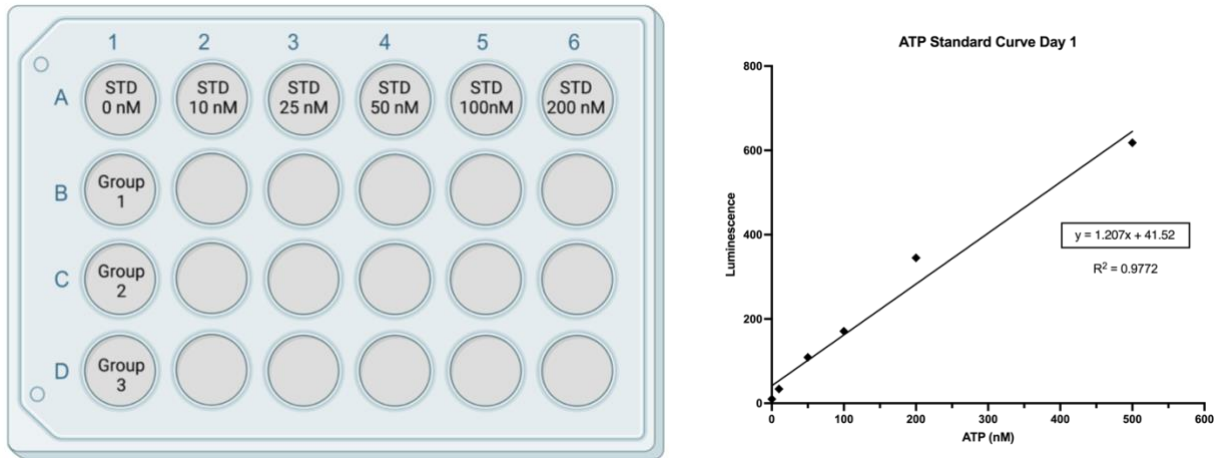 1 2 3 4 5 6
A
STD
0 nM
STD
10 nM
STD
25 nM
STD
50 nM
STD
100nM
STD
200 nM
B
Group
1
C
Group
2
D
Group
3
ATP Standard Curve Day 1
800
600
400
200
0
Luminescence
y = 1.207x + 41.52
R² = 0.9772
0 100 200 300 400 500 600
ATP (nM)